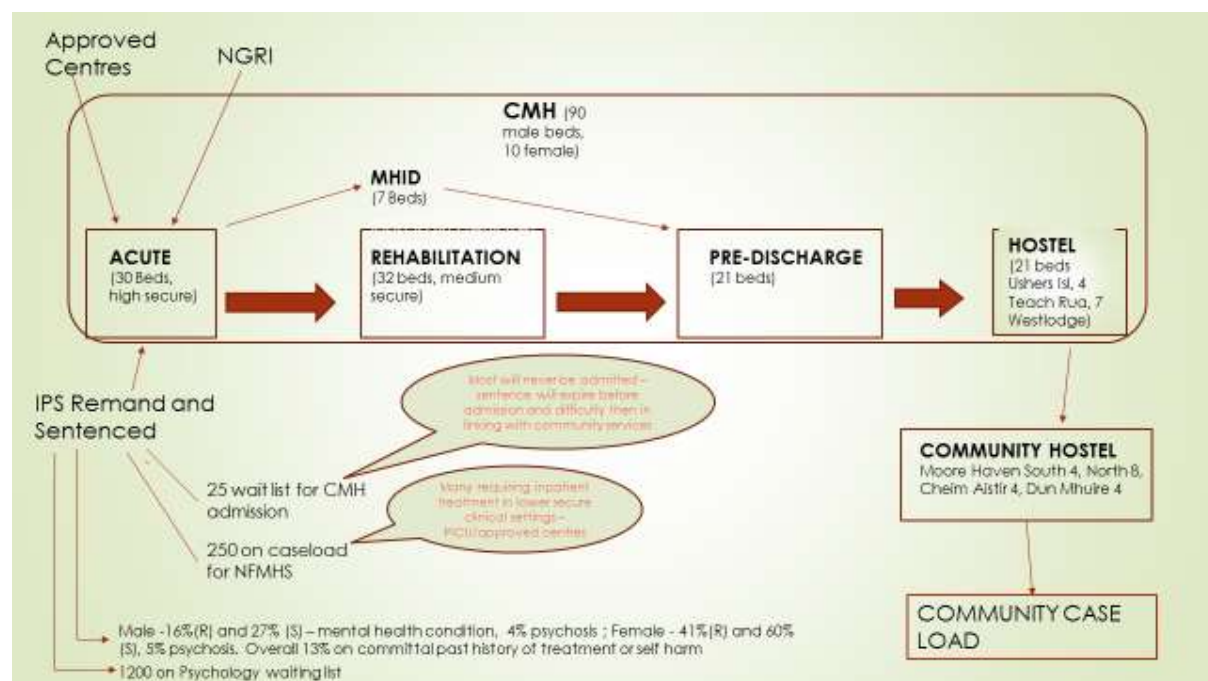 Approved
Centres
NGRI
CMH (90
male beds,
10 female)
MHID
(7 Beds)
ACUTE
(30 Beds,
high secure)
REHABILITATION
(32 beds, medium
secure)
PRE-DISCHARGE
(21 beds)
HOSTEL
(21 beds
Ushers Isl, 4
Teach Rua, 7
Westlodge)
IPS Remand and
Sentenced
Most will never be admitted –
sentence will expire before
admission and difficulty then in
linking with community services
25 wait list for CMH
admission
Many requiring inpatient
treatment in lower secure
clinical settings –
PICU/approved centres
250 on caseload
for NFMHS
COMMUNITY HOSTEL
Moore Haven South 4, North 8,
Cheim Aistir 4, Dun Mhuire 4
COMMUNITY CASE
LOAD
Male -16%(R) and 27% (S) – mental health condition, 4% psychosis ; Female - 41%(R) and 60%
(S), 5% psychosis. Overall 13% on committal past history of treatment or self harm
1200 on Psychology waiting list